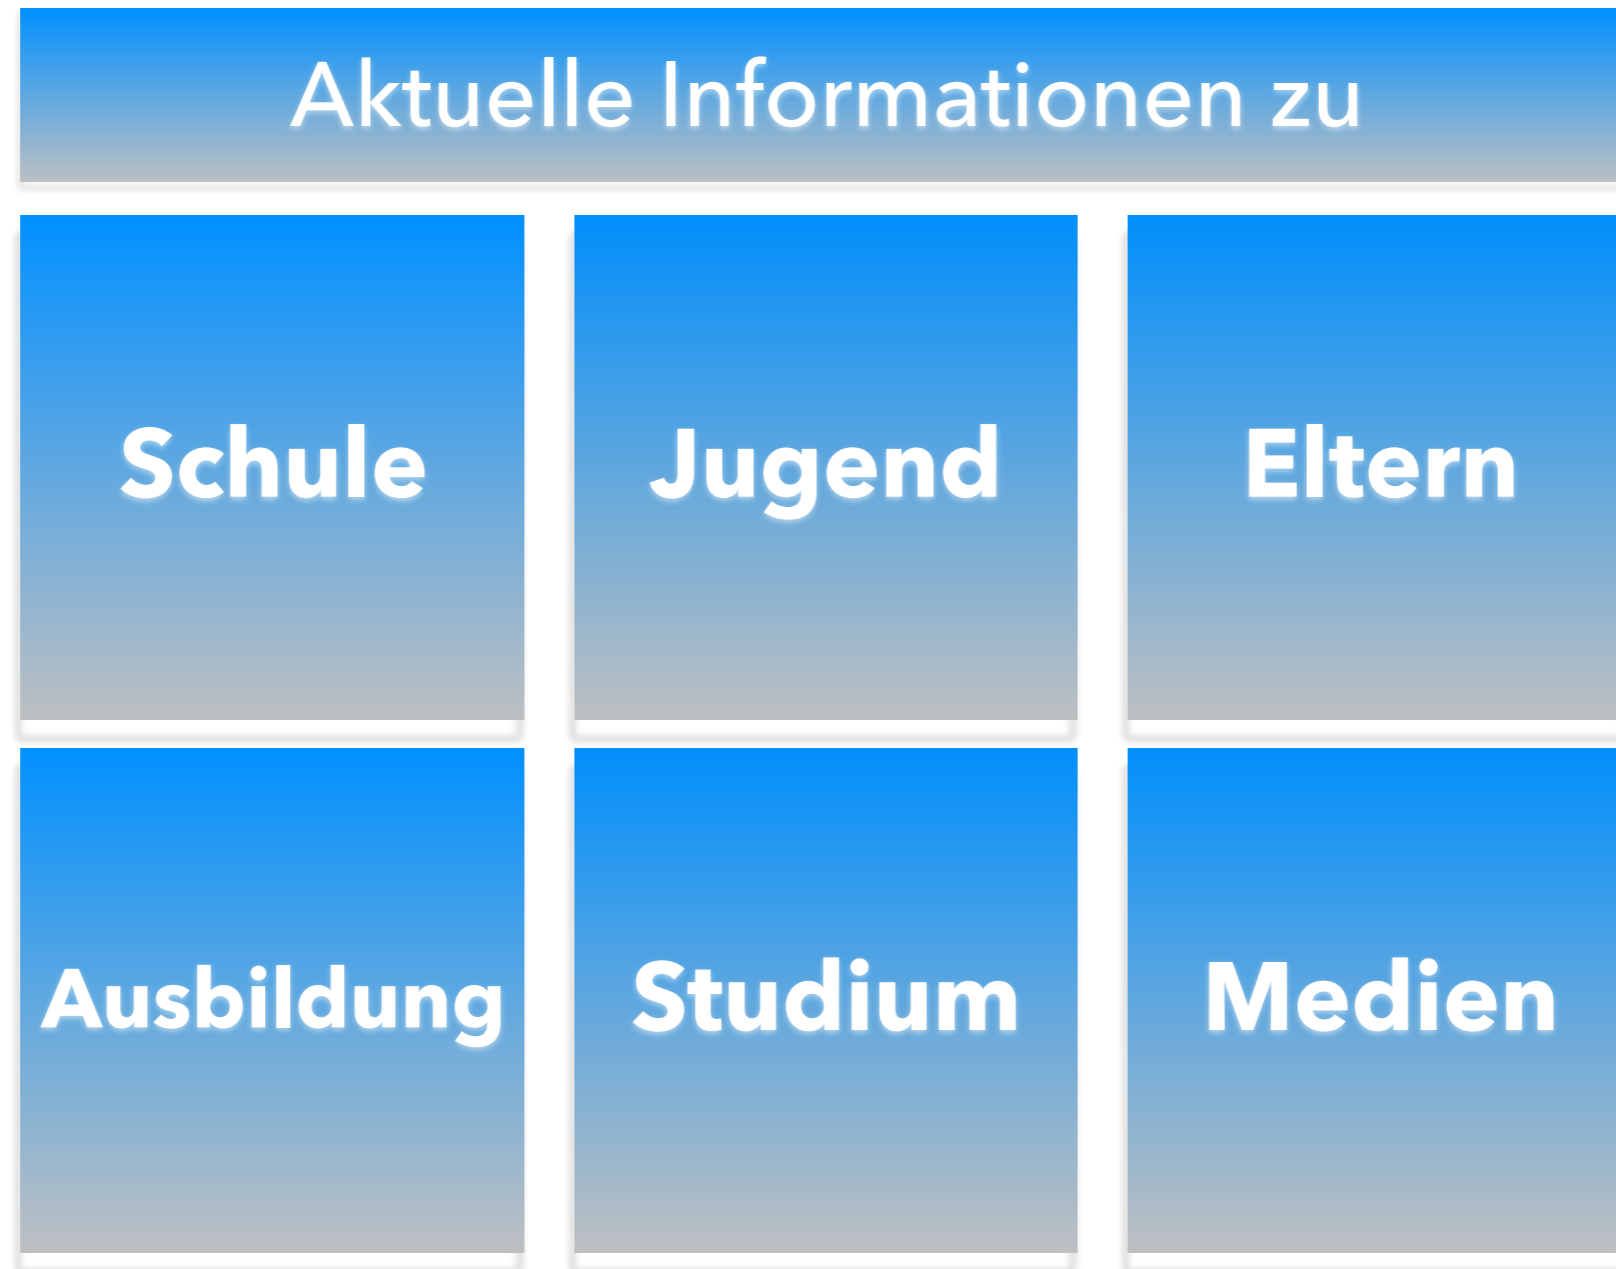 Aktuelle Informationen zu
Schule
Jugend
Eltern
Ausbildung
Studium
Medien